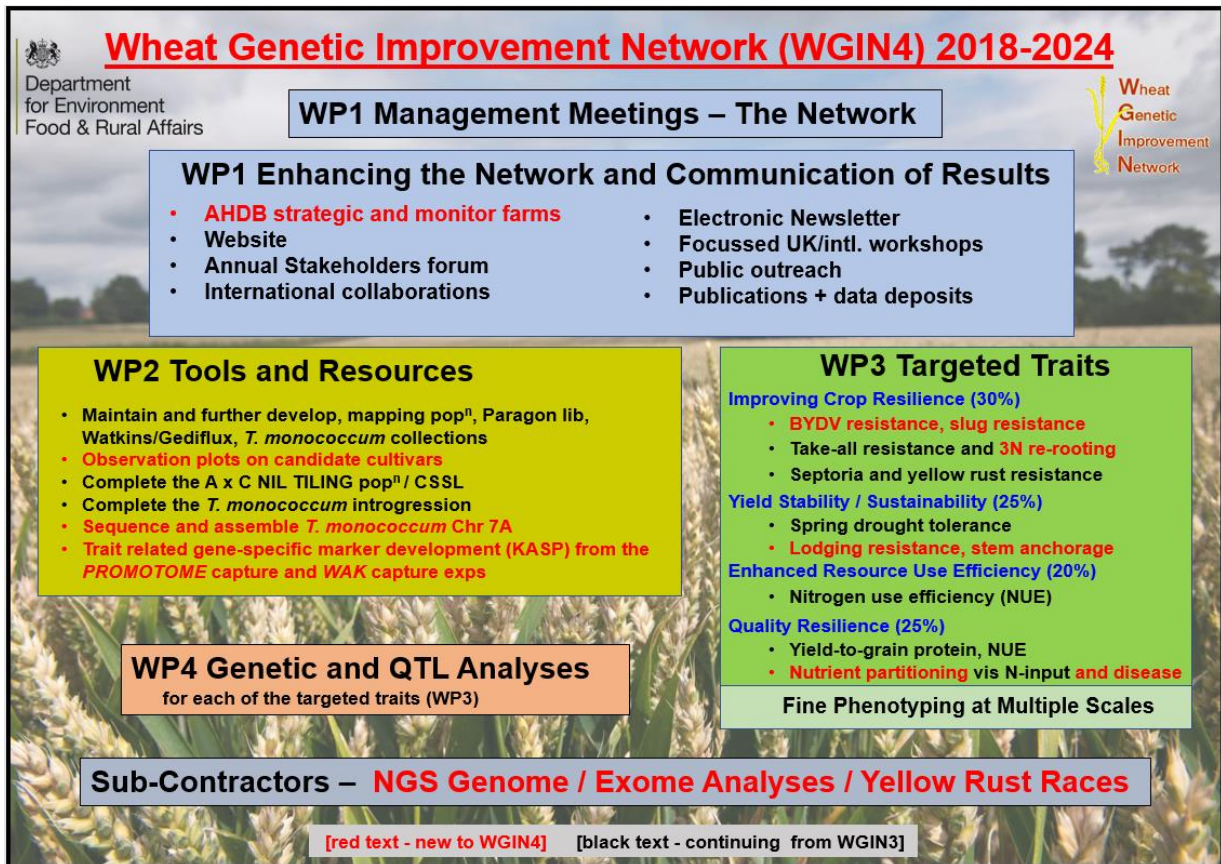 Wheat Genetic Improvement Network (WGIN4) 2018-2024
Department
for Environment
Food & Rural Affairs
Wheat
Genetic
Improvement
Network
WP1 Management Meetings – The Network
WP1 Enhancing the Network and Communication of Results
• AHDB strategic and monitor farms
• Website
• Annual Stakeholders forum
• International collaborations
• Electronic Newsletter
• Focussed UK/intl. workshops
• Public outreach
• Publications + data deposits
WP2 Tools and Resources
• Maintain and further develop, mapping popⁿ, Paragon lib,
Watkins/Gediflux, T. monococcum collections
• Observation plots on candidate cultivars
• Complete the A x C NIL TILING popⁿ / CSSL
• Complete the T. monococcum introgression
• Sequence and assemble T. monococcum Chr 7A
• Trait related gene-specific marker development (KASP) from the
PROMOTOME capture and WAK capture exps
WP3 Targeted Traits
Improving Crop Resilience (30%)
• BYDV resistance, slug resistance
• Take-all resistance and 3N re-rooting
• Septoria and yellow rust resistance
Yield Stability / Sustainability (25%)
• Spring drought tolerance
• Lodging resistance, stem anchorage
Enhanced Resource Use Efficiency (20%)
• Nitrogen use efficiency (NUE)
Quality Resilience (25%)
• Yield-to-grain protein, NUE
• Nutrient partitioning vis N-input and disease
Fine Phenotyping at Multiple Scales
WP4 Genetic and QTL Analyses
for each of the targeted traits (WP3)
Sub-Contractors – NGS Genome / Exome Analyses / Yellow Rust Races
[red text - new to WGIN4] [black text - continuing from WGIN3]